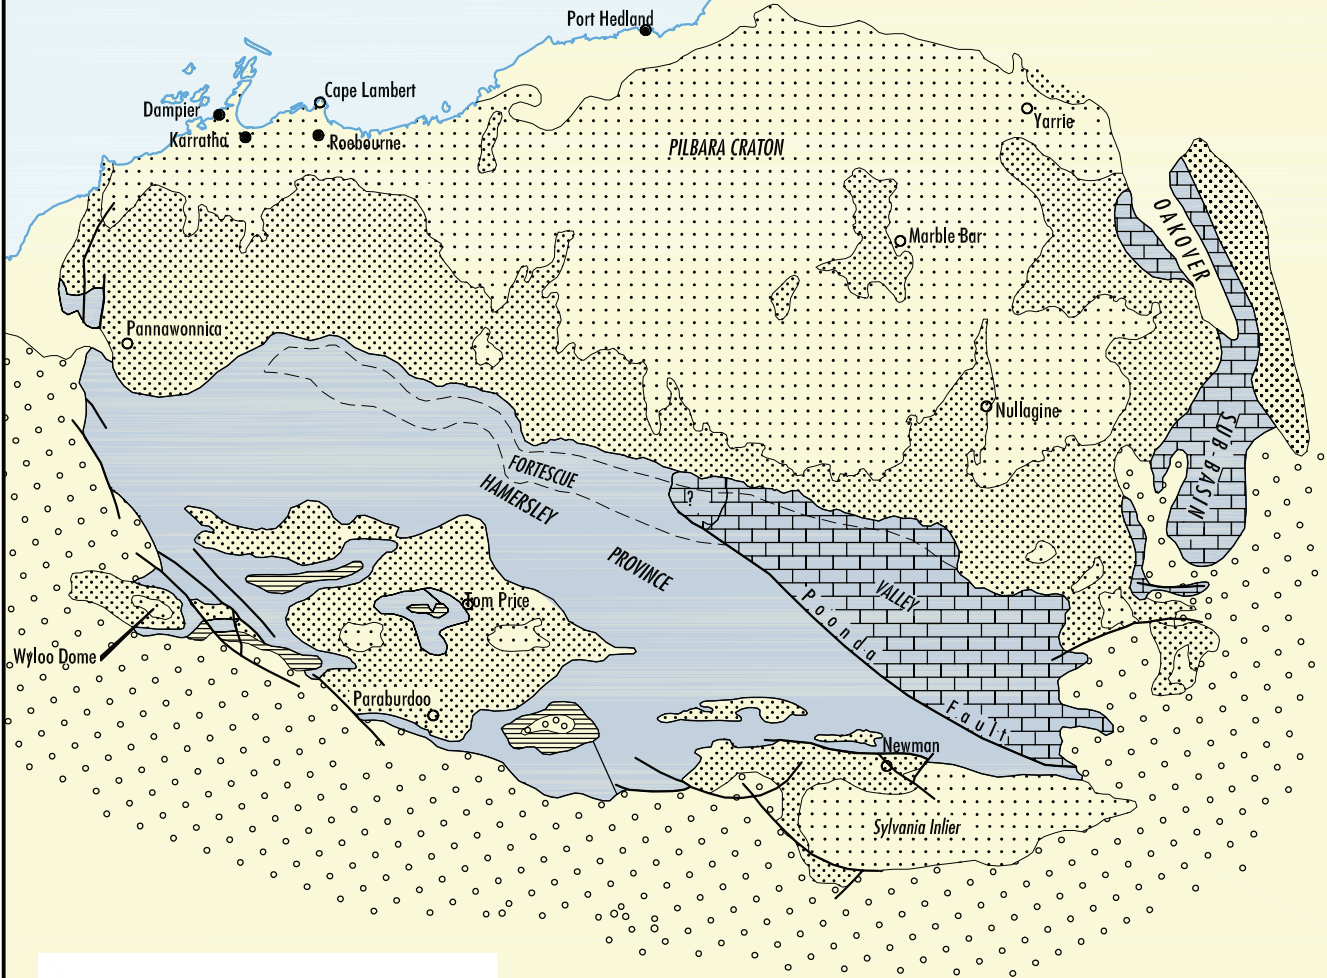 Port Hedland
Cape Lambert
Dampier
Karratha
Roebourne
Yarrie
PILBARA CRATON
OAKOVER
Marble Bar
Pannawonnica
Nullagine
SUB-BASIN
FORTESCUE
HAMERSLEY
?
PROVINCE
VALLEY
Poonda
Tom Price
Wyloo Dome
Paraburdoo
Fault
Newman
Sylvania Inlier